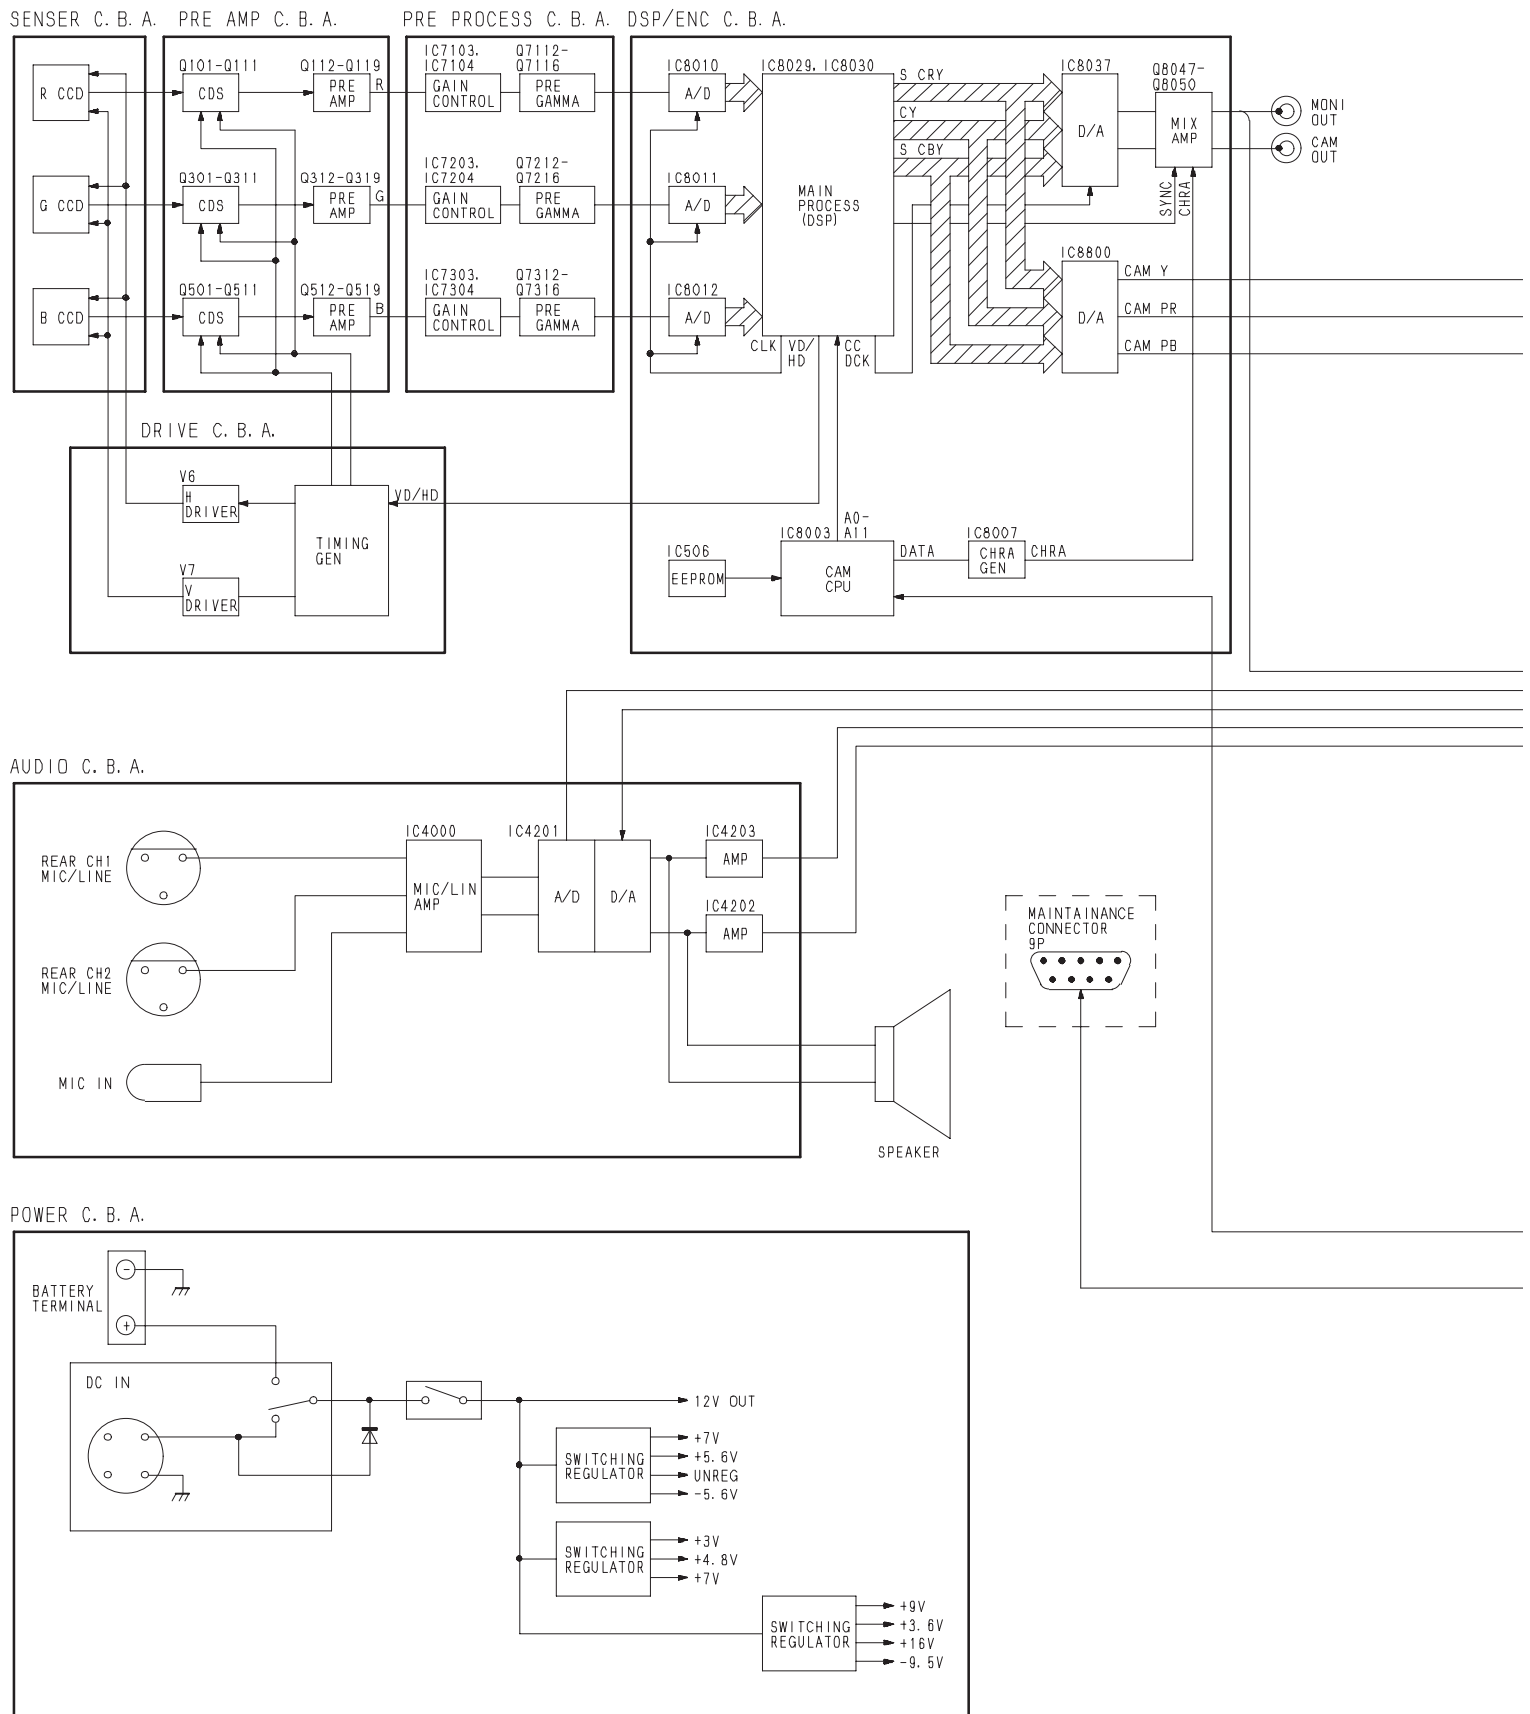 SENSER C. B. A.
PRE AMP C. B. A.
PRE PROCESS C. B. A.
DSP/ENC C. B. A.
R CCD
Q101-Q111
CDS
Q112-Q119
PRE
AMP
R
IC7103.
IC7104
GAIN
CONTROL
Q7112-
Q7116
PRE
GAMMA
IC8010
A/D
IC8029. IC8030
MAIN
PROCESS
(DSP)
S CRY
CY
S CBY
IC8037
D/A
Q8047-
Q8050
MIX
AMP
MONI
OUT
CAM
OUT
SYNC
CHRA
G CCD
Q301-Q311
CDS
Q312-Q319
PRE
AMP
G
IC7203.
IC7204
GAIN
CONTROL
Q7212-
Q7216
PRE
GAMMA
IC8011
A/D
B CCD
Q501-Q511
CDS
Q512-Q519
PRE
AMP
B
IC7303.
IC7304
GAIN
CONTROL
Q7312-
Q7316
PRE
GAMMA
IC8012
A/D
CLK
VD/
HD
CC
DCK
IC8800
D/A
CAM Y
CAM PR
CAM PB
DRIVE C. B. A.
V6
H
DRIVER
TIMING
GEN
VD/HD
V7
V
DRIVER
IC506
EEPROM
IC8003
A0-
A11
CAM
CPU
DATA
IC8007
CHRA
GEN
CHRA
AUDIO C. B. A.
REAR CH1
MIC/LINE
REAR CH2
MIC/LINE
MIC IN
IC4000
MIC/LIN
AMP
IC4201
A/D
D/A
IC4203
AMP
IC4202
AMP
SPEAKER
MAINTAINANCE
CONNECTOR
9P
POWER C. B. A.
BATTERY
TERMINAL
-
+
DC IN
12V OUT
SWITCHING
REGULATOR
+7V
+5. 6V
UNREG
-5. 6V
SWITCHING
REGULATOR
+3V
+4. 8V
+7V
SWITCHING
REGULATOR
+9V
+3. 6V
+16V
-9. 5V